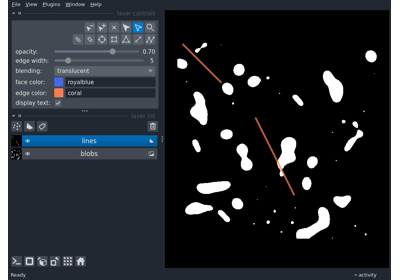 File View Plugins Window Help
layer controls
opacity: 0.70
edge width: 5
blending: translucent
face color: royalblue
edge color: coral
display text:
layer list
lines
blobs
Ready
activity